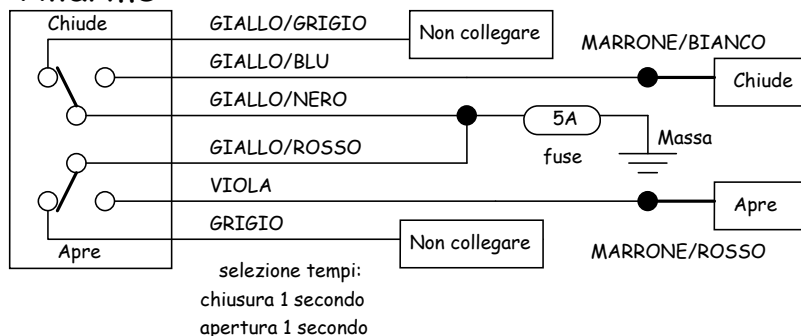 Chiude
GIALLO/GRIGIO
Non collegare
MARRONE/BIANCO
GIALLO/BLU
Chiude
GIALLO/NERO
5A
Massa
fuse
GIALLO/ROSSO
VIOLA
Apre
GRIGIO
Non collegare
Apre
MARRONE/ROSSO
selezione tempi:
chiusura 1 secondo
apertura 1 secondo